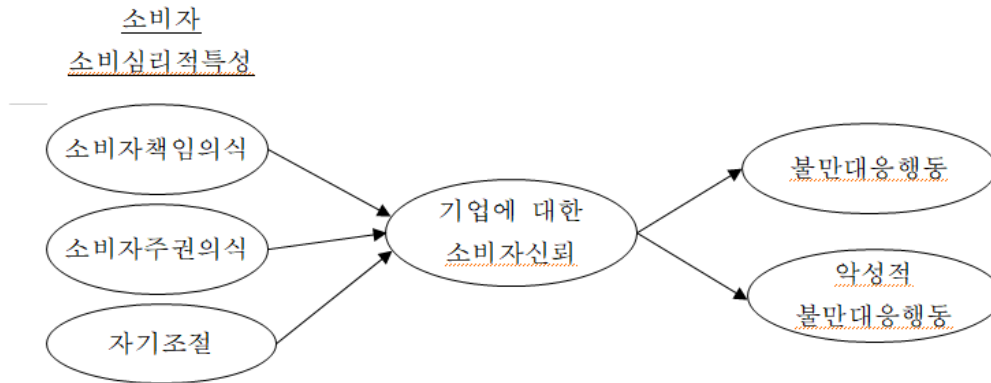 소비자
소비심리적특성
소비자책임의식
소비자주권의식
자기조절
기업에 대한
소비자신뢰
불만대응행동
악성적
불만대응행동